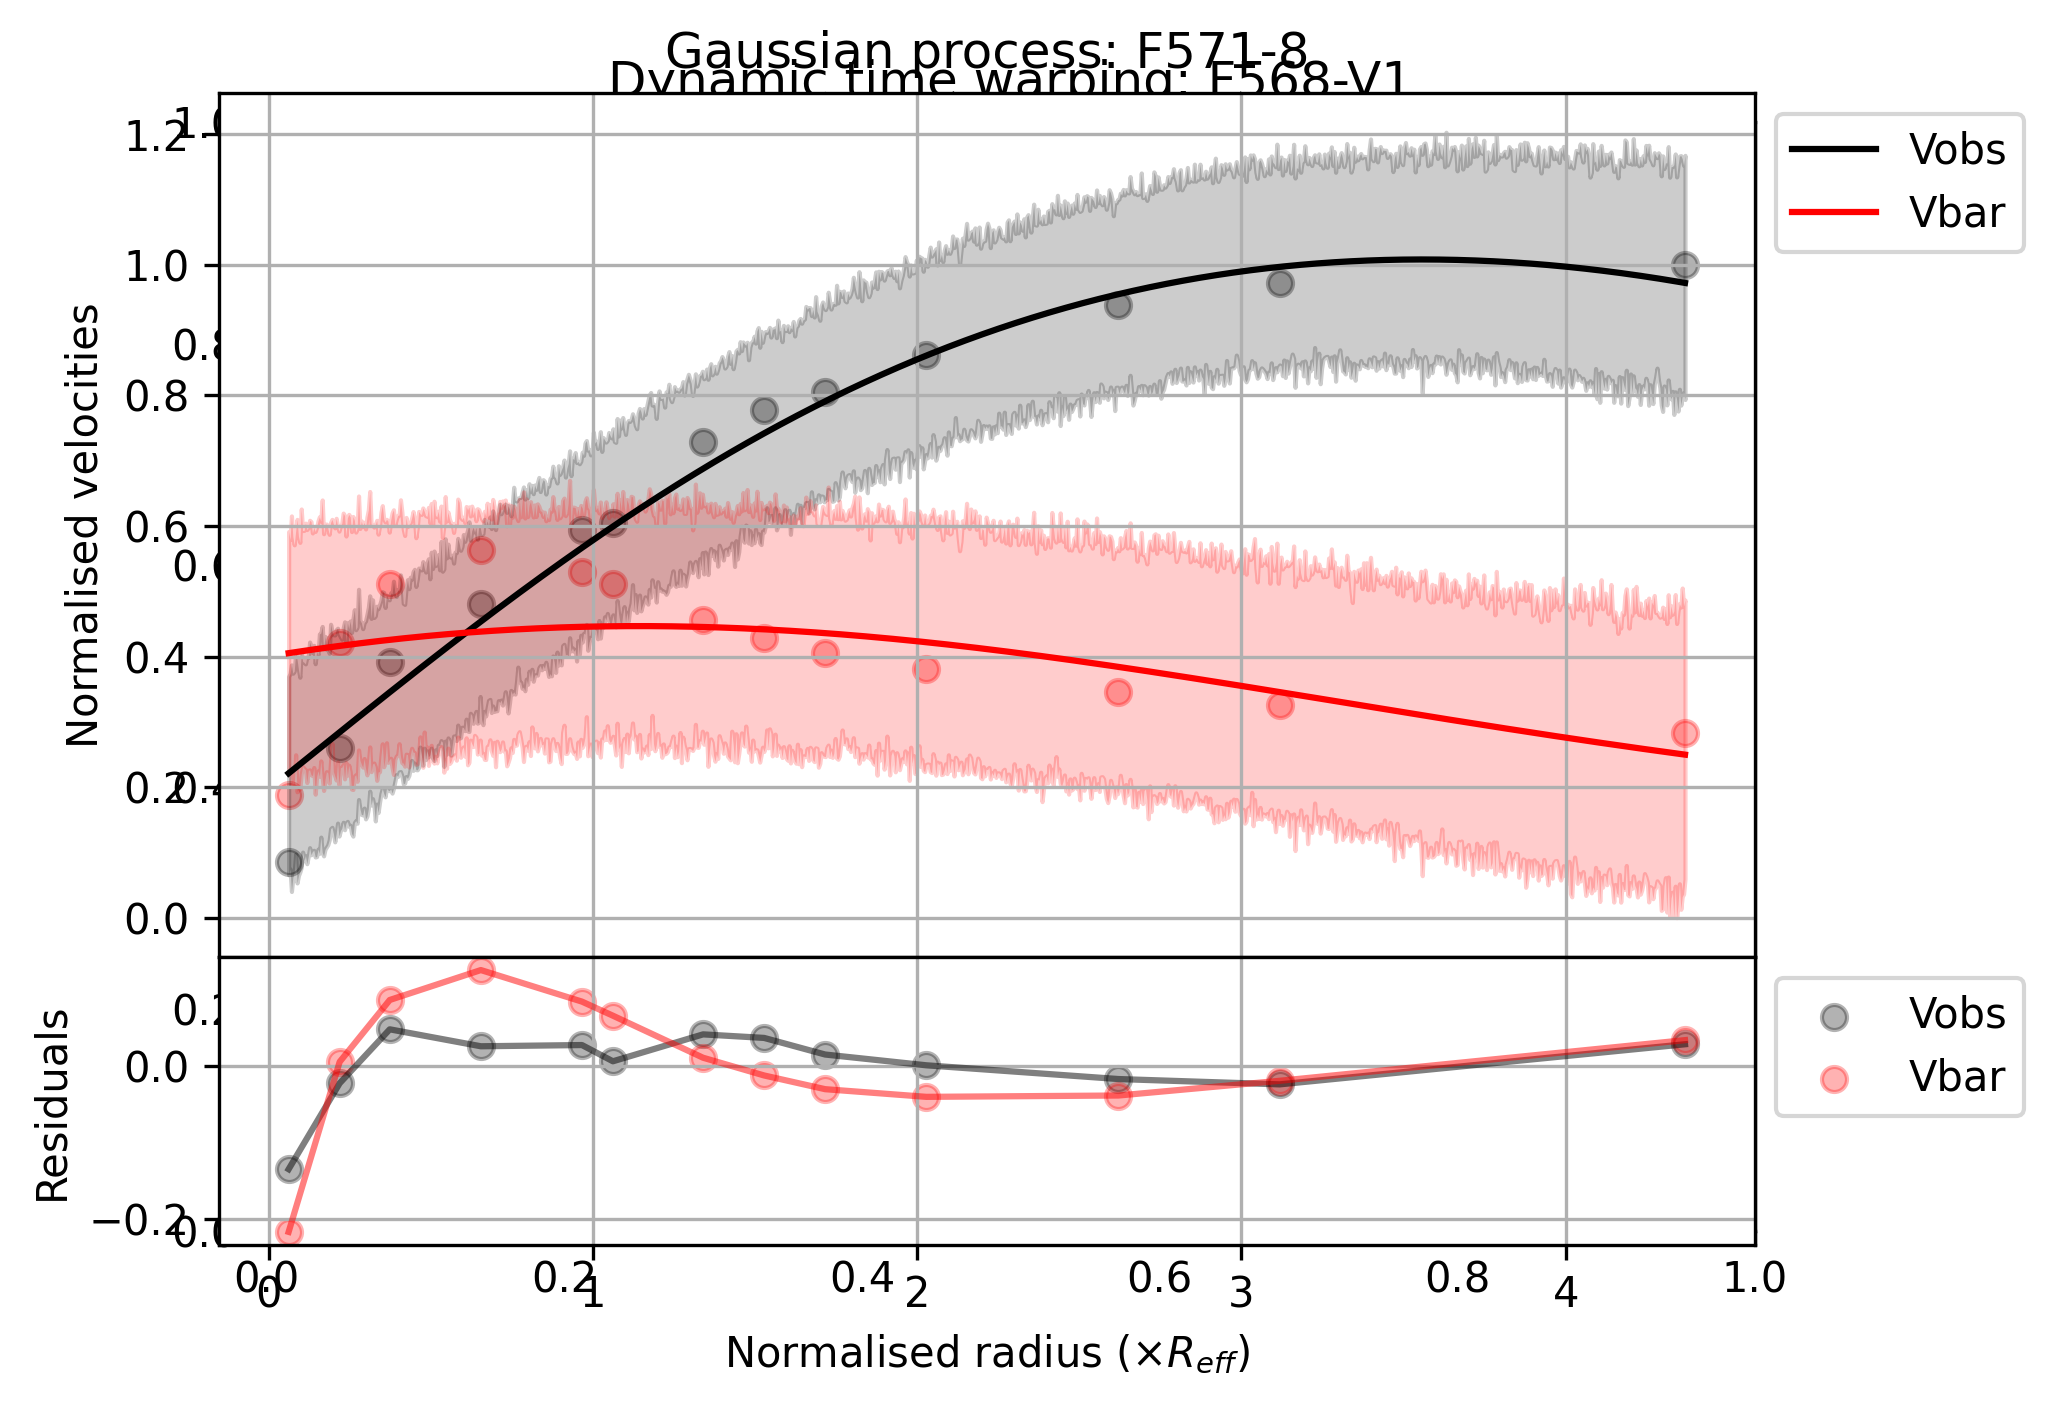 Gaussian process: F571-8
Dynamic time warping: F568-V1
1.2
1.0
0.8
0.6
0.4
0.2
0.0
Normalised velocities
Vobs
Vbar
0.0
−0.2
Residuals
Vobs
Vbar
0.0 0.2 0.4 0.6 0.8 1.0
0 1 2 3 4
Normalised radius (×R_eff)